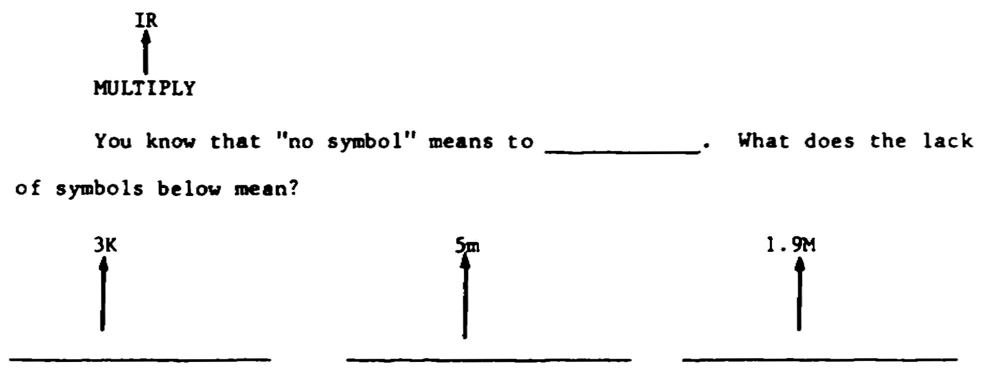 IR
MULTIPLY
You know that "no symbol" means to ____________. What does the lack
of symbols below mean?
3K 5m 1.9M